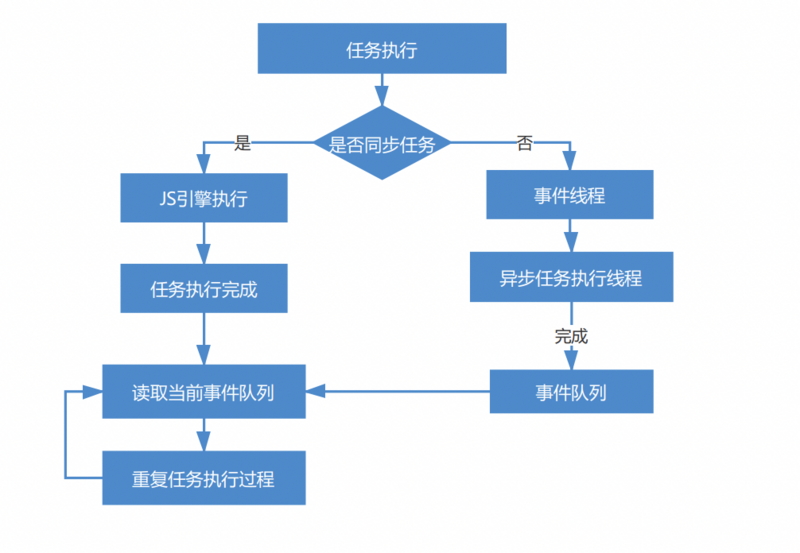 任务执行
是否同步任务
是
否
JS引擎执行
事件线程
任务执行完成
异步任务执行线程
完成
读取当前事件队列
事件队列
重复任务执行过程